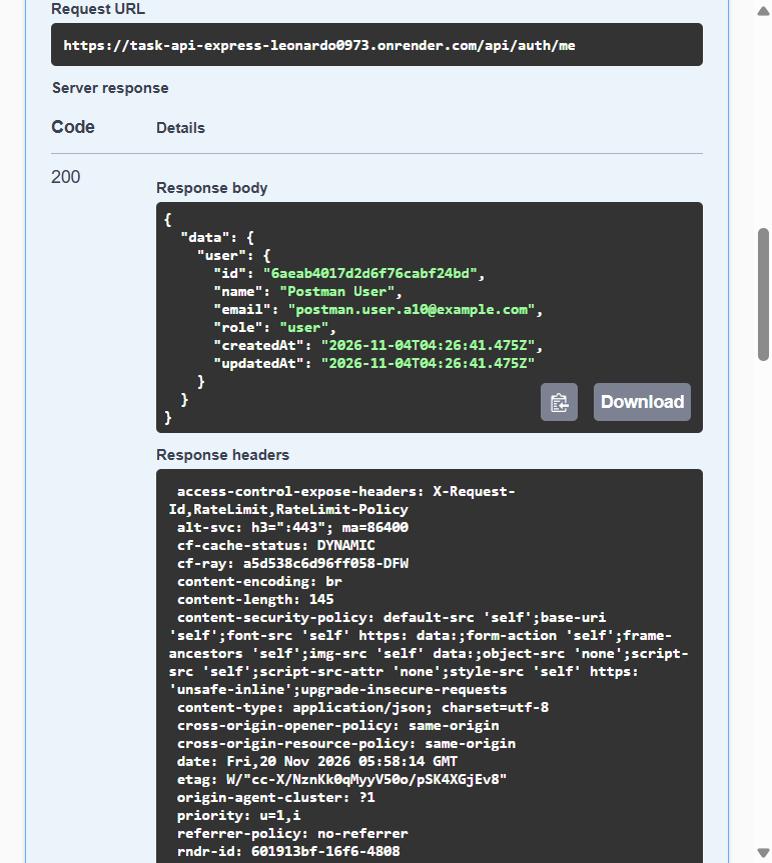 Request URL
https://task-api-express-leonardo0973.onrender.com/api/auth/me
Server response
Code Details
200
Response body
{
  "data": {
    "user": {
      "id": "6aeab4017d2d6f76cabf24bd",
      "name": "Postman User",
      "email": "postman.user.a10@example.com",
      "role": "user",
      "createdAt": "2026-11-04T04:26:41.475Z",
      "updatedAt": "2026-11-04T04:26:41.475Z"
    }
  }
}
Download
Response headers
access-control-expose-headers: X-Request-
Id,RateLimit,RateLimit-Policy
alt-svc: h3=":443"; ma=86400
cf-cache-status: DYNAMIC
cf-ray: a5d538c6d96ff058-DFW
content-encoding: br
content-length: 145
content-security-policy: default-src 'self';base-uri
'self';font-src 'self' https: data:;form-action 'self';frame-
ancestors 'self';img-src 'self' data:;object-src 'none';script-
src 'self';script-src-attr 'none';style-src 'self' https:
'unsafe-inline';upgrade-insecure-requests
content-type: application/json; charset=utf-8
cross-origin-opener-policy: same-origin
cross-origin-resource-policy: same-origin
date: Fri,20 Nov 2026 05:58:14 GMT
etag: W/"cc-X/NznKk0qMyyV50o/pSK4XGjEv8"
origin-agent-cluster: ?1
priority: u=1,i
referrer-policy: no-referrer
rndr-id: 601913bf-16f6-4808